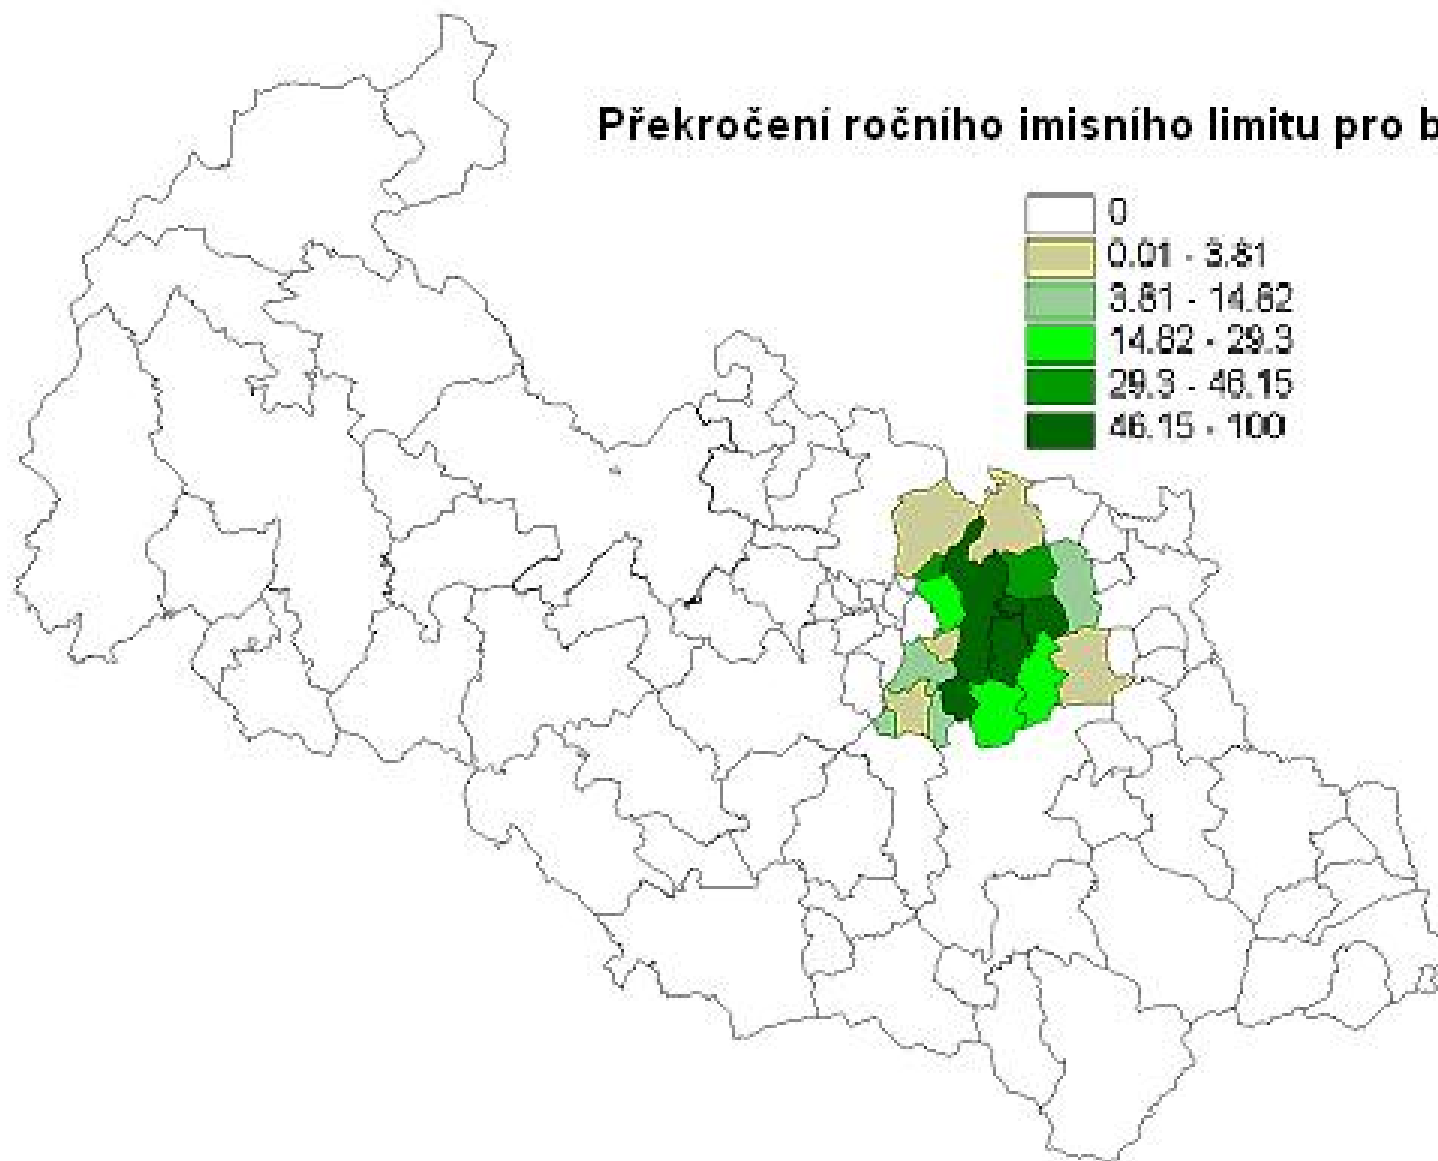 Překročení ročního imisního limitu pro b
0
0.01 - 3.81
3.81 - 14.82
14.82 - 29.3
29.3 - 46.15
46.15 - 100